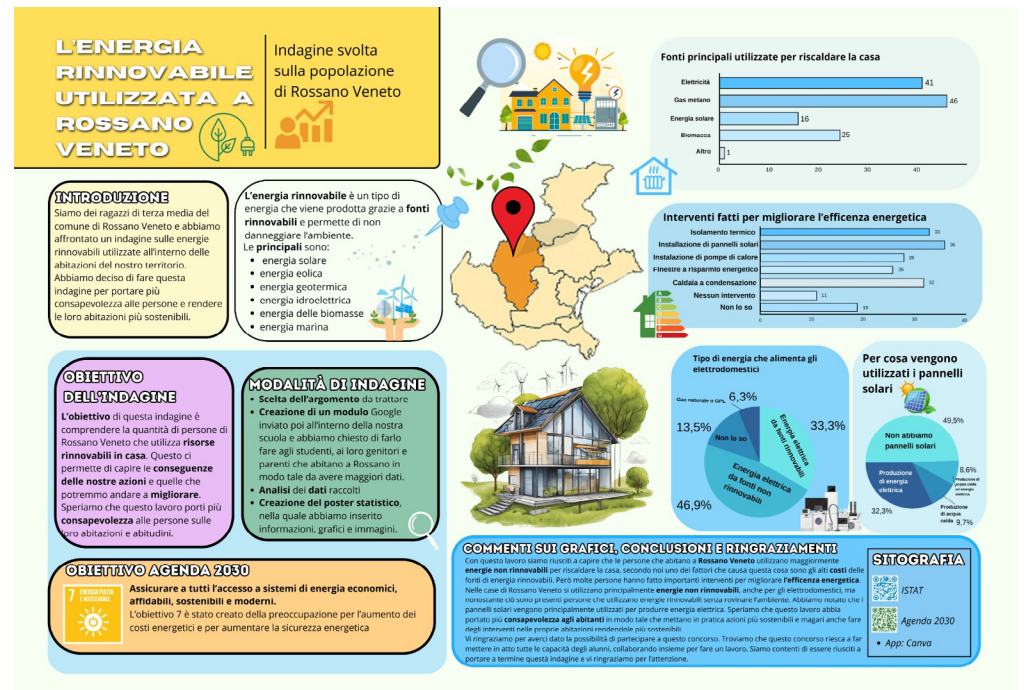 L'ENERGIA
RINNOVABILE
UTILIZZATA A
ROSSANO
VENETO
Indagine svolta
sulla popolazione
di Rossano Veneto
INTRODUZIONE
Siamo dei ragazzi di terza media del
comune di Rossano Veneto e abbiamo
affrontato un indagine sulle energie
rinnovabili utilizzate all'interno delle
abitazioni del nostro territorio.
Abbiamo deciso di fare questa
indagine per portare più
consapevolezza alle persone e rendere
le loro abitazioni più sostenibili.
L'energia rinnovabile è un tipo di
energia che viene prodotta grazie a fonti
rinnovabili e permette di non
danneggiare l'ambiente.
Le principali sono:
• energia solare
• energia eolica
• energia geotermica
• energia idroelettrica
• energia delle biomasse
• energia marina
OBIETTIVO
DELL'INDAGINE
L'obiettivo di questa indagine è
comprendere la quantità di persone di
Rossano Veneto che utilizza risorse
rinnovabili in casa. Questo ci
permette di capire le conseguenze
delle nostre azioni e quelle che
potremmo andare a migliorare.
Speriamo che questo lavoro porti più
consapevolezza alle persone sulle
loro abitazioni e abitudini.
MODALITÀ DI INDAGINE
• Scelta dell'argomento da trattare
• Creazione di un modulo Google
inviato poi all'interno della nostra
scuola e abbiamo chiesto di farlo
fare agli studenti, ai loro genitori e
parenti che abitano a Rossano in
modo tale da avere maggiori dati.
• Analisi dei dati raccolti
• Creazione del poster statistico,
nella quale abbiamo inserito
informazioni, grafici e immagini.
OBIETTIVO AGENDA 2030
7 ENERGIA PULITA
E ACCESSIBILE
Assicurare a tutti l'accesso a sistemi di energia economici,
affidabili, sostenibili e moderni.
L'obiettivo 7 è stato creato della preoccupazione per l'aumento dei
costi energetici e per aumentare la sicurezza energetica
Fonti principali utilizzate per riscaldare la casa
Elettricità 41
Gas metano 46
Energia solare 16
Biomassa 25
Altro 1
0 10 20 30 40
Interventi fatti per migliorare l'efficenza energetica
Isolamento termico 33
Installazione di pannelli solari 36
Instalazione di pompe di calore 28
Finestre a risparmio energetico 26
Caldaia a condensazione 32
Nessun intervento 11
Non lo so 19
0 10 20 30 40
A
B
C
D
E
F
G
Tipo di energia che alimenta gli
elettrodomestici
Gas naturale o GPL 6,3%
13,5% Non lo so
Energia elettrica
da fonti rinnovabili
33,3%
Energia elettrica
da fonti non
rinnovabili
46,9%
Per cosa vengono
utilizzati i pannelli
solari
49,5%
Non abbiamo
pannelli solari
8,6%
Produzione di
acqua calda
ed energia
elettrica
Produzione
di energia
elettrica
32,3%
Produzione
di acqua
calda 9,7%
COMMENTI SUI GRAFICI, CONCLUSIONI E RINGRAZIAMENTI
Con questo lavoro siamo riusciti a capire che le persone che abitano a Rossano Veneto utilizzano maggiormente
energie non rinnovabili per riscaldare la casa, secondo noi uno dei fattori che causa questa cosa sono gli alti costi delle
fonti di energia rinnovabili. Però molte persone hanno fatto importanti interventi per migliorare l'efficenza energetica.
Nelle case di Rossano Veneto si utilizzano principalmente energie non rinnovabili, anche per gli elettrodomestici, ma
nonostante ciò sono presenti persone che utilizzano energie rinnovabili senza rovinare l'ambiente. Abbiamo notato che i
pannelli solari vengono principalmente utilizzati per produrre energia elettrica. Speriamo che questo lavoro abbia
portato più consapevolezza agli abitanti in modo tale che mettano in pratica azioni più sostenibili e magari anche fare
degli interventi nelle proprie abitazioni rendendole più sostenibili.
Vi ringraziamo per averci dato la possibilità di partecipare a questo concorso. Troviamo che questo concorso riesca a far
mettere in atto tutte le capacità degli alunni, collaborando insieme per fare un lavoro. Siamo contenti di essere riusciti a
portare a termine questa indagine e vi ringraziamo per l'attenzione.
SITOGRAFIA
ISTAT
Agenda 2030
• App: Canva